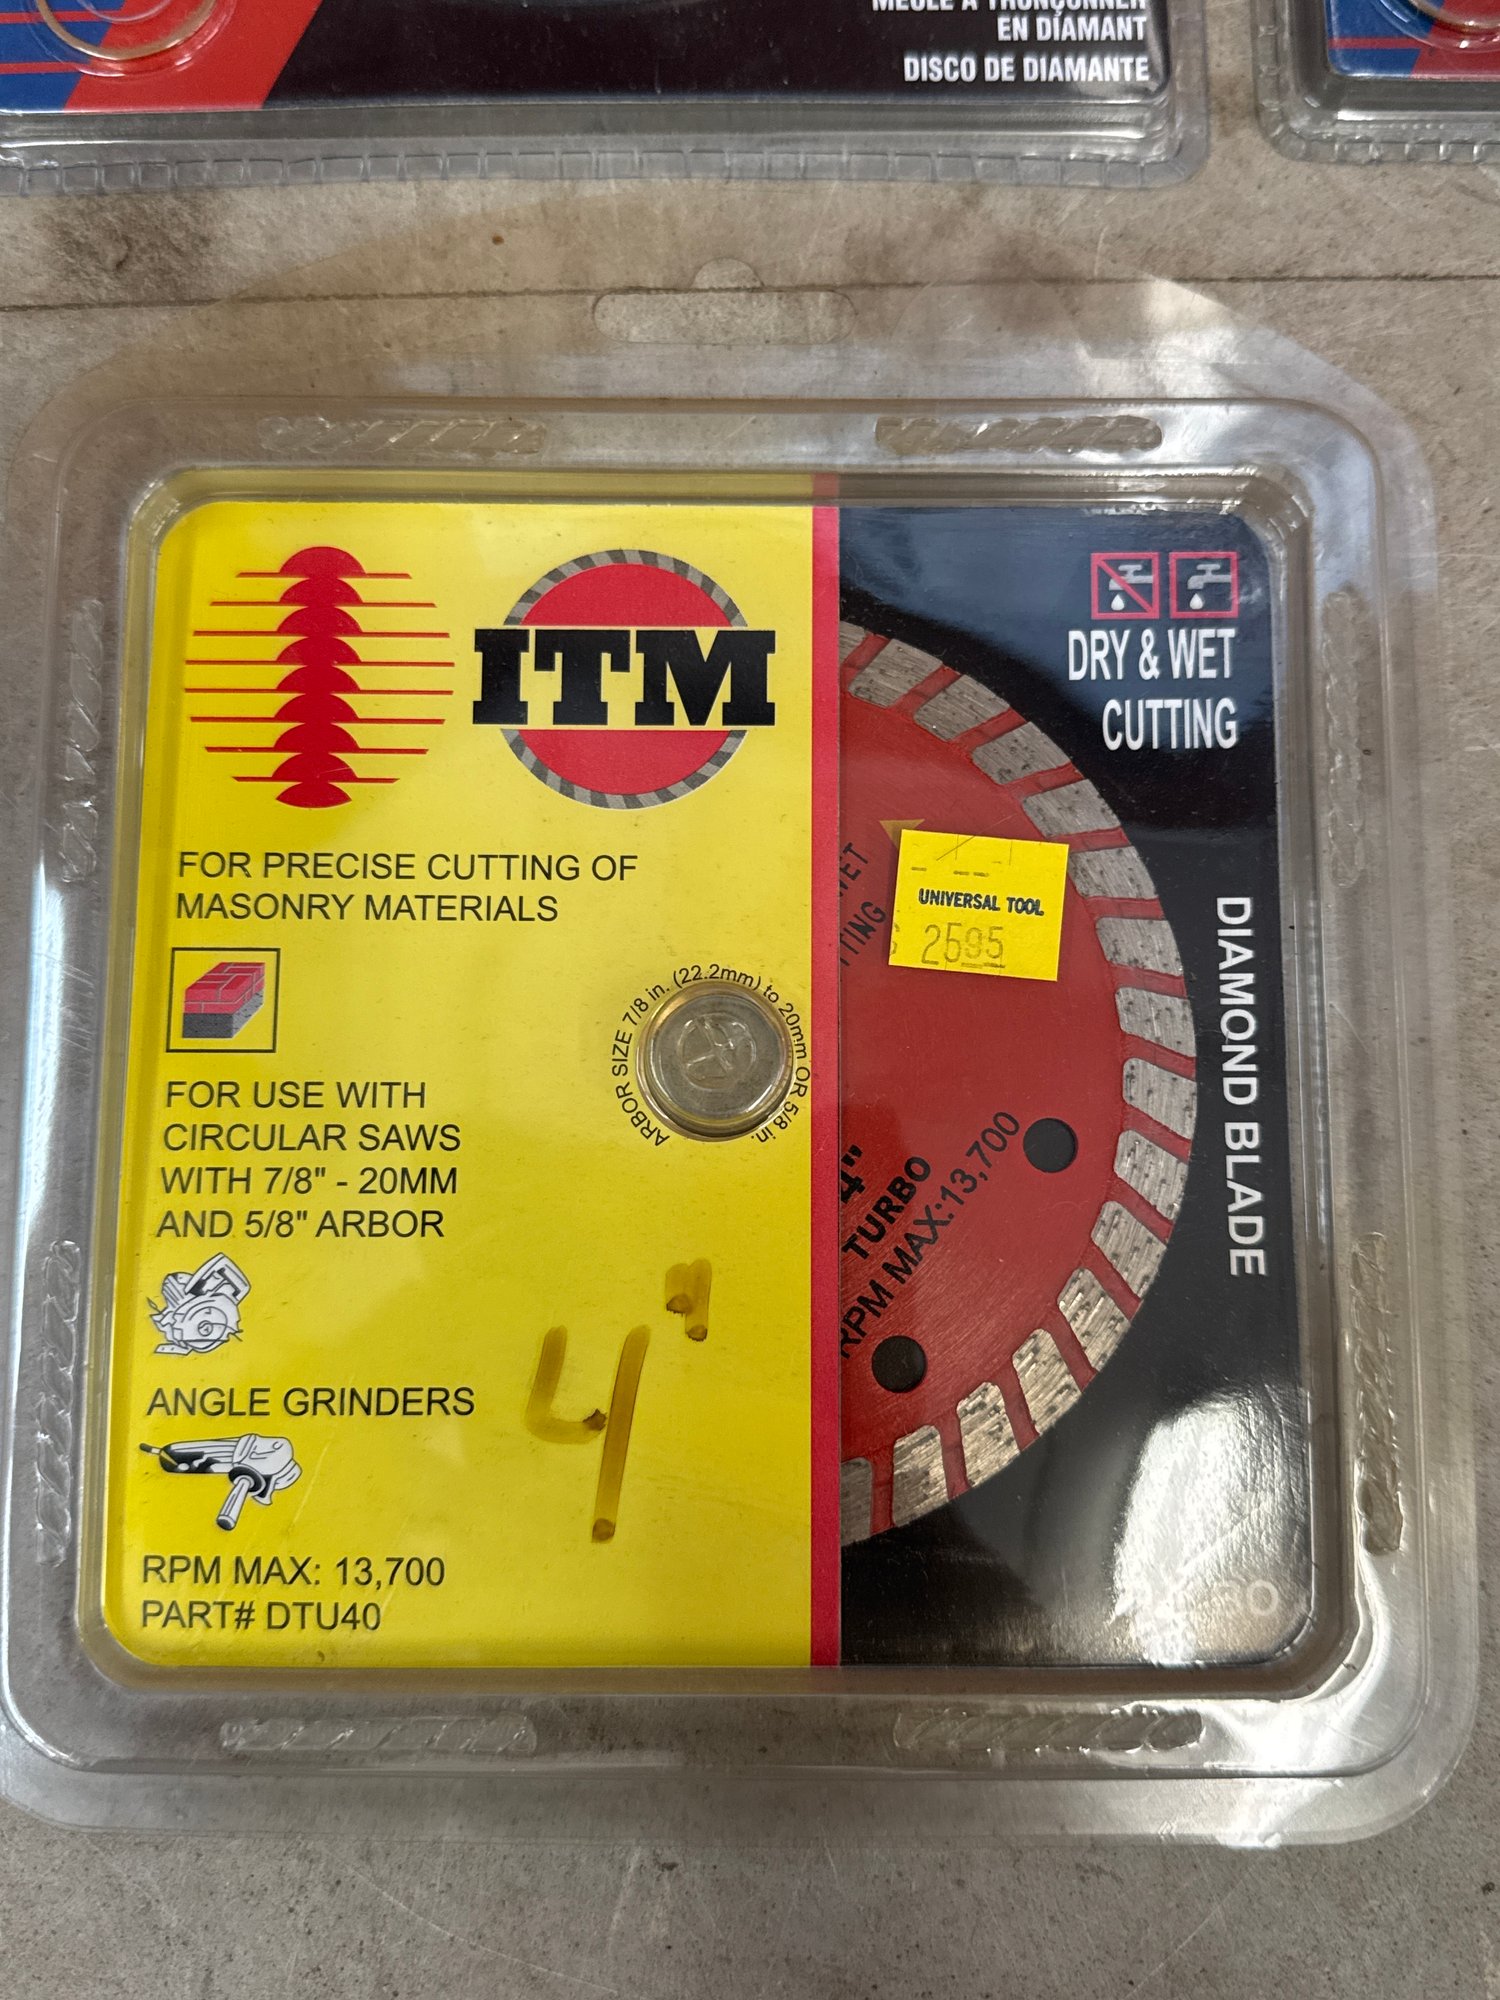 EN DIAMANT
DISCO DE DIAMANTE
ITM
DRY & WET
CUTTING
FOR PRECISE CUTTING OF
MASONRY MATERIALS
UNIVERSAL TOOL
2595
ARBOR SIZE 7/8 in. (22.2mm) to 20mm OR 5/8 in.
FOR USE WITH
CIRCULAR SAWS
WITH 7/8" - 20MM
AND 5/8" ARBOR
4"
TURBO
RPM MAX:13,700
DIAMOND BLADE
4"
ANGLE GRINDERS
RPM MAX: 13,700
PART# DTU40